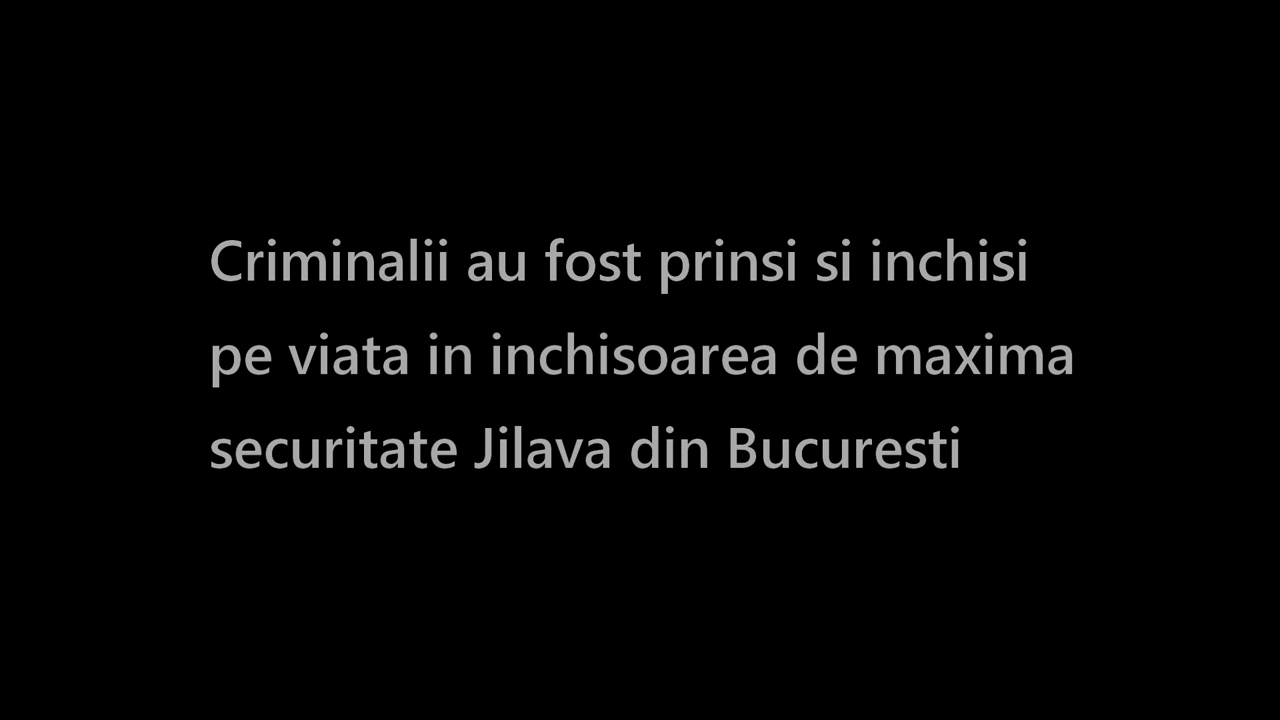 Criminalii au fost prinsi si inchisi
pe viata in inchisoarea de maxima
securitate Jilava din Bucuresti